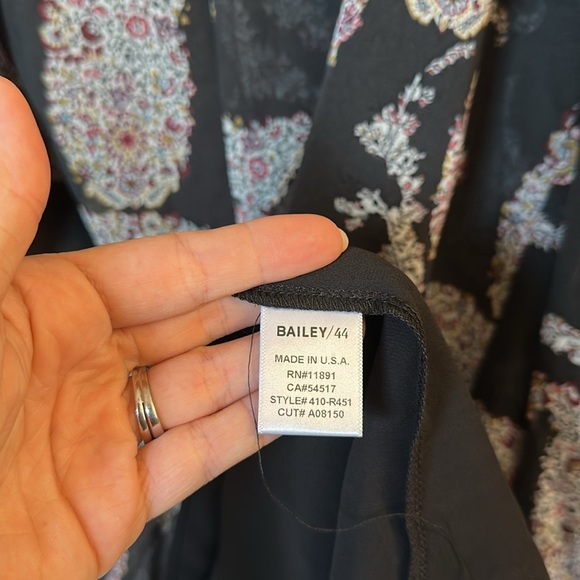 BAILEY/44
MADE IN U.S.A.
RN#11891
CA#54517
STYLE# 410-R451
CUT# A08150